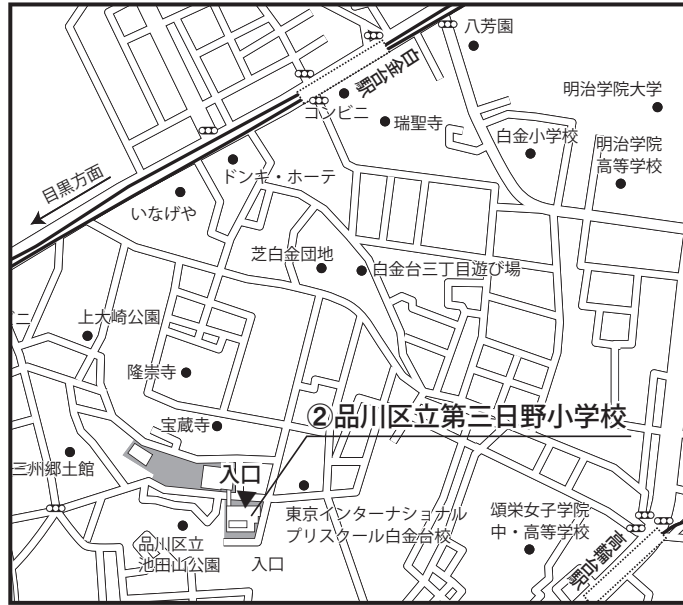 八芳園
白金台駅
明治学院大学
コンビニ
瑞聖寺
白金小学校
明治学院
高等学校
ドンキ・ホーテ
目黒方面
いなげや
芝白金団地
白金台三丁目遊び場
ニ
上大崎公園
隆崇寺
②品川区立第三日野小学校
宝蔵寺
三州郷土館
入口
東京インターナショナル
プリスクール白金台校
頌栄女子学院
中・高等学校
品川区立
池田山公園
入口
高輪台駅